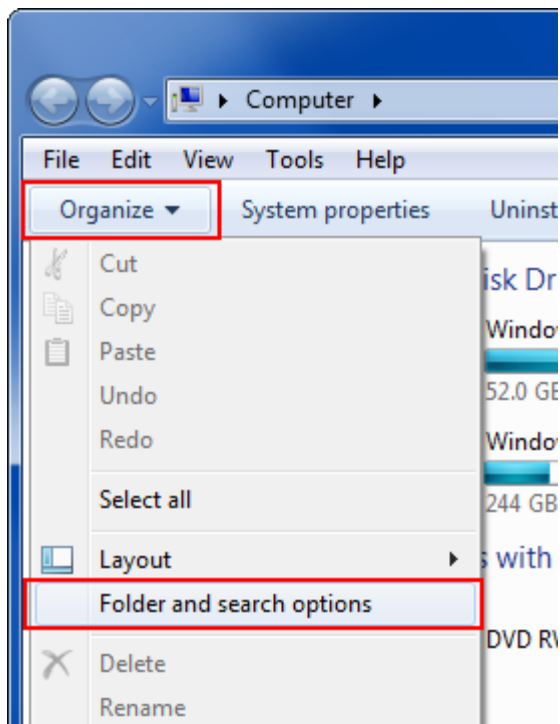 Computer
File Edit View Tools Help
Organize System properties
Cut
Copy
Paste
Undo
Redo
Select all
Layout
Folder and search options
Delete
Rename
52.0 GB
244 GB
with
DVD